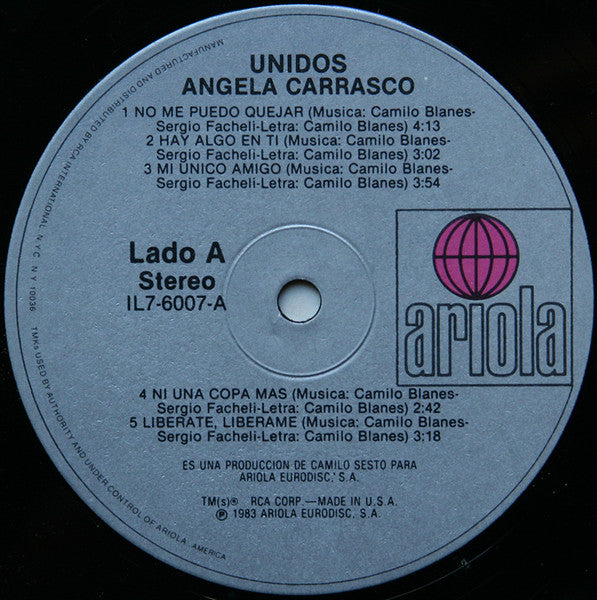 UNIDOS
ANGELA CARRASCO
1 NO ME PUEDO QUEJAR (Musica: Camilo Blanes-
Sergio Facheli-Letra: Camilo Blanes) 4:13
2 HAY ALGO EN TI (Musica: Camilo Blanes-
Sergio Facheli-Letra: Camilo Blanes) 3:02
3 MI UNICO AMIGO (Musica: Camilo Blanes-
Sergio Facheli-Letra: Camilo Blanes) 3:54
Lado A
Stereo
IL7-6007-A
ariola
4 NI UNA COPA MAS (Musica: Camilo Blanes-
Sergio Facheli-Letra: Camilo Blanes) 2:42
5 LIBERATE, LIBERAME (Musica: Camilo Blanes-
Sergio Facheli-Letra: Camilo Blanes) 3:18
ES UNA PRODUCCION DE CAMILO SESTO PARA
ARIOLA EURODISC, S.A.
TM(s)® RCA CORP.—MADE IN U.S.A.
℗ 1983 ARIOLA EURODISC, S.A.
MANUFACTURED AND DISTRIBUTED BY RCA INTERNATIONAL, N.Y.C. N.Y. 10036 TMKs USED BY AUTHORITY AND UNDER CONTROL OF ARIOLA, AMERICA